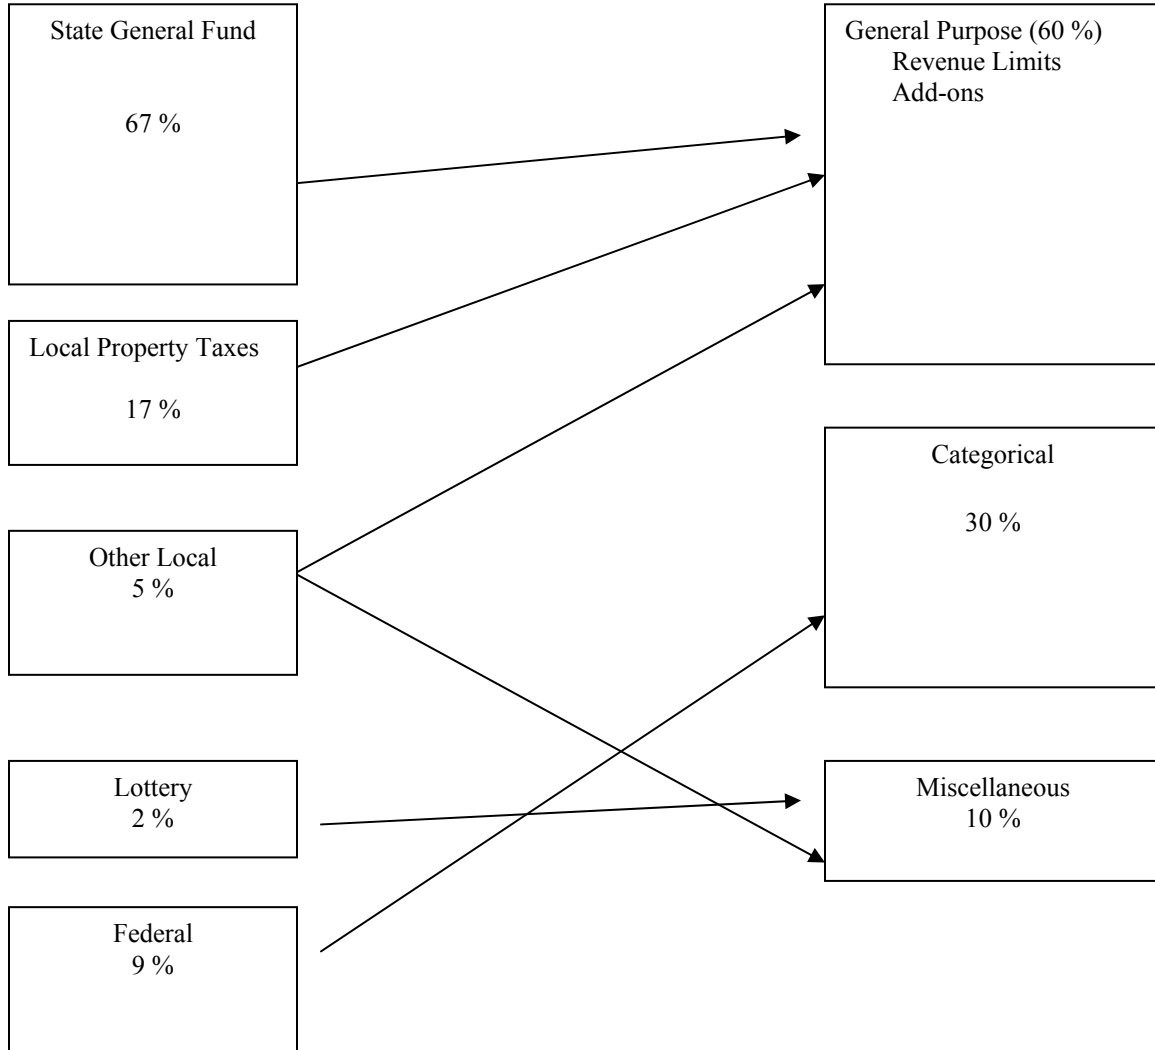 State General Fund
67 %
Local Property Taxes
17 %
Other Local
5 %
Lottery
2 %
Federal
9 %
General Purpose (60 %)
Revenue Limits
Add-ons
Categorical
30 %
Miscellaneous
10 %